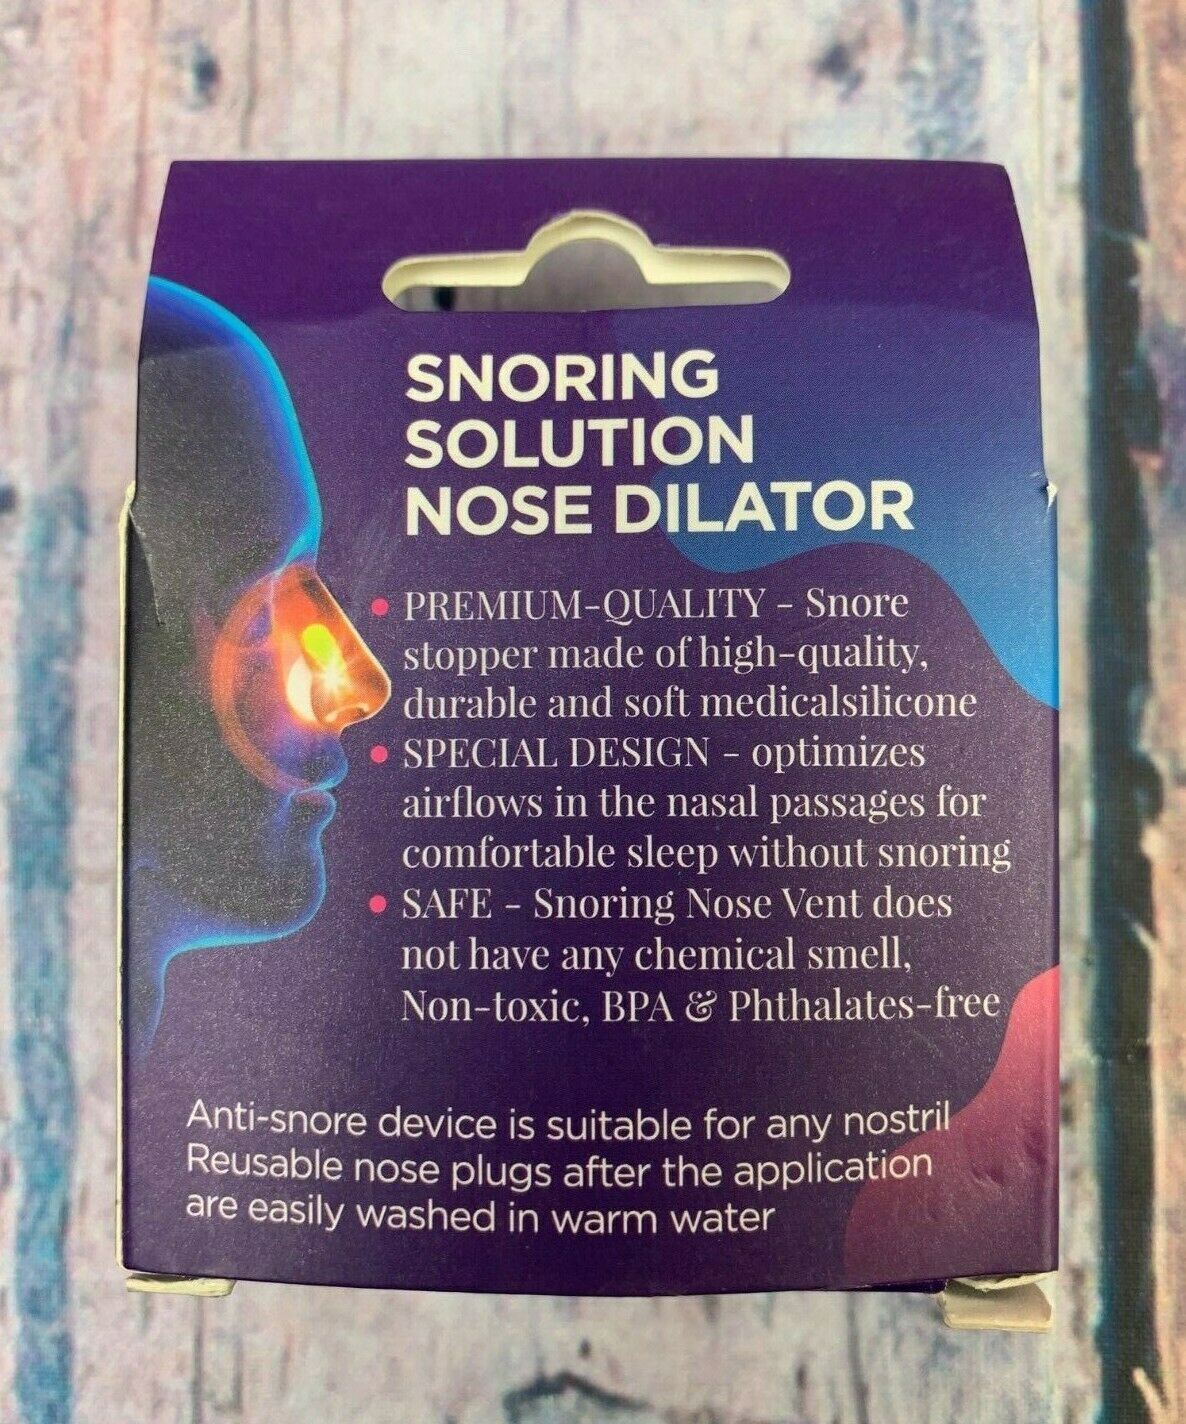 SNORING
SOLUTION
NOSE DILATOR
• PREMIUM-QUALITY - Snore
stopper made of high-quality,
durable and soft medicalsilicone
• SPECIAL DESIGN - optimizes
airflows in the nasal passages for
comfortable sleep without snoring
• SAFE - Snoring Nose Vent does
not have any chemical smell,
Non-toxic, BPA & Phthalates-free
Anti-snore device is suitable for any nostril
Reusable nose plugs after the application
are easily washed in warm water